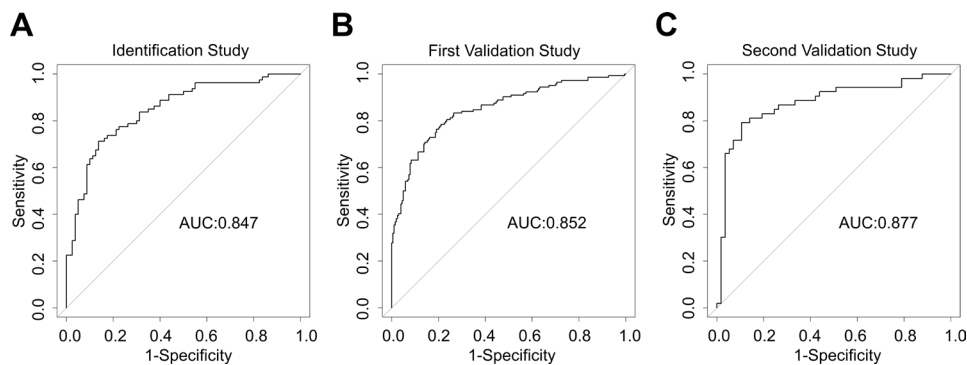 A
Identification Study
Sensitivity
0.0 0.2 0.4 0.6 0.8 1.0
AUC:0.847
0.0 0.2 0.4 0.6 0.8 1.0
1-Specificity
B
First Validation Study
Sensitivity
0.0 0.2 0.4 0.6 0.8 1.0
AUC:0.852
0.0 0.2 0.4 0.6 0.8 1.0
1-Specificity
C
Second Validation Study
Sensitivity
0.0 0.2 0.4 0.6 0.8 1.0
AUC:0.877
0.0 0.2 0.4 0.6 0.8 1.0
1-Specificity